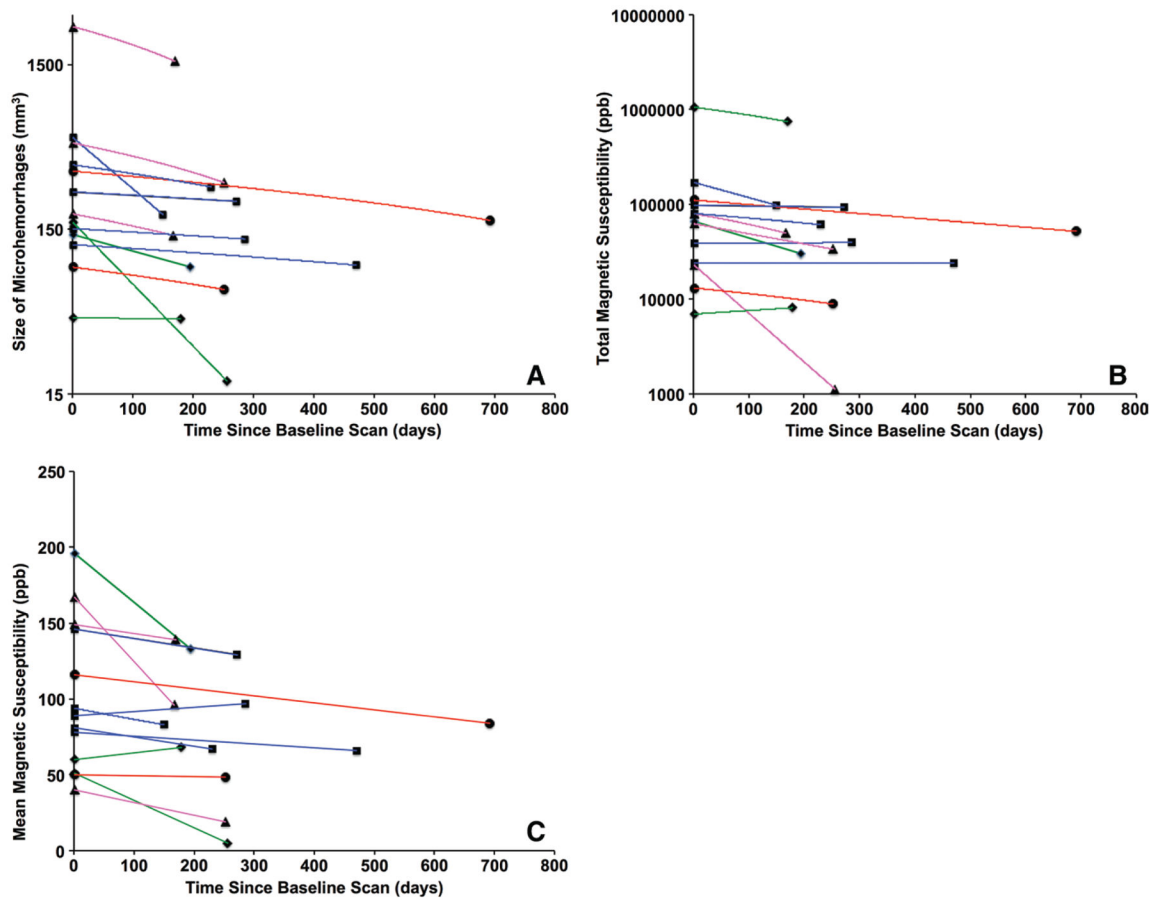 Size of Microhemorrhages (mm³)
1500
150
15
0 100 200 300 400 500 600 700 800
Time Since Baseline Scan (days)
A
Total Magnetic Susceptibility (ppb)
10000000
1000000
100000
10000
1000
0 100 200 300 400 500 600 700 800
Time Since Baseline Scan (days)
B
Mean Magnetic Susceptibility (ppb)
250
200
150
100
50
0
0 100 200 300 400 500 600 700 800
Time Since Baseline Scan (days)
C